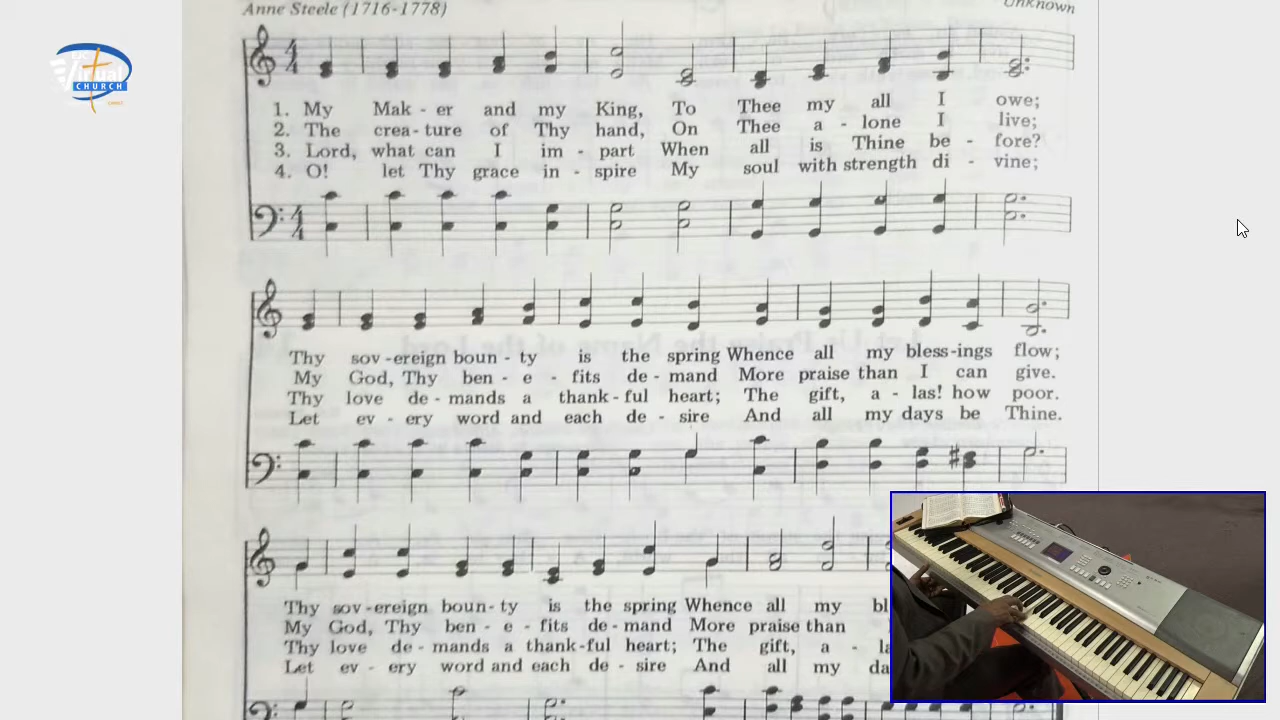 Anne Steele (1716-1778)
Unknown
Virtual
CHURCH
1. My Mak - er and my King, To Thee my all I owe;
2. The crea - ture of Thy hand, On Thee a - lone I live;
3. Lord, what can I im - part When all is Thine be - fore?
4. O! let Thy grace in - spire My soul with strength di - vine;
Thy sov - ereign boun - ty is the spring Whence all my bless - ings flow;
My God, Thy ben - e - fits de - mand More praise than I can give.
Thy love de - mands a thank - ful heart; The gift, a - las! how poor.
Let ev - ery word and each de - sire And all my days be Thine.
Thy sov - ereign boun - ty is the spring Whence all my bl
My God, Thy ben - e - fits de - mand More praise than
Thy love de - mands a thank - ful heart; The gift, a - la
Let ev - ery word and each de - sire And all my da